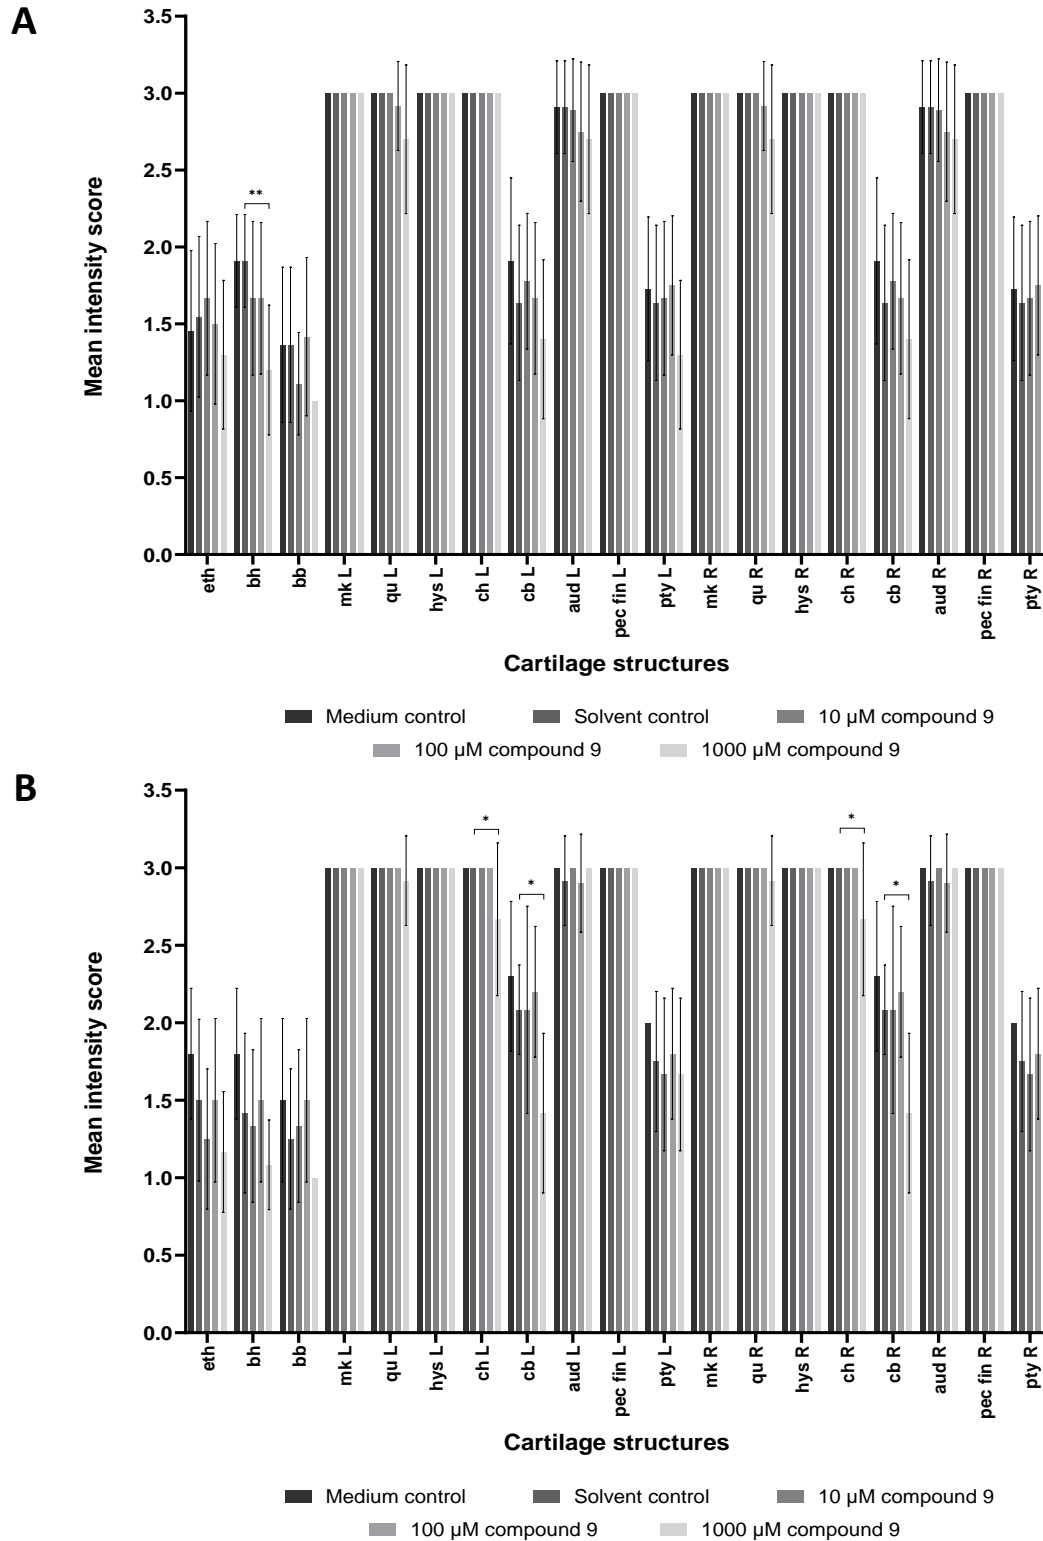 A
3.5
3.0
2.5
2.0
1.5
1.0
0.5
0.0
Mean intensity score
**
eth bh bb mk L qu L hys L ch L cb L aud L pec fin L pty L mk R qu R hys R ch R cb R aud R pec fin R pty R
Cartilage structures
Medium control Solvent control 10 µM compound 9
100 µM compound 9 1000 µM compound 9
B
3.5
3.0
2.5
2.0
1.5
1.0
0.5
0.0
Mean intensity score
* * * *
eth bh bb mk L qu L hys L ch L cb L aud L pec fin L pty L mk R qu R hys R ch R cb R aud R pec fin R pty R
Cartilage structures
Medium control Solvent control 10 µM compound 9
100 µM compound 9 1000 µM compound 9